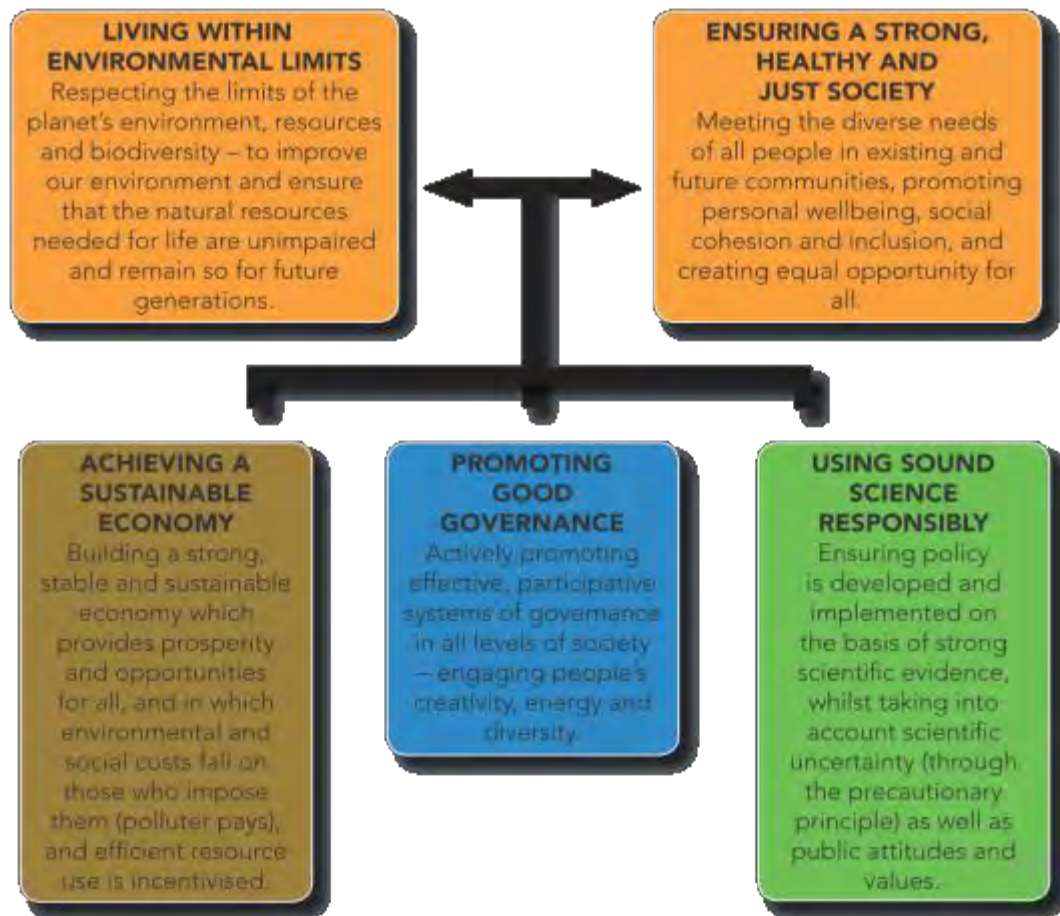 LIVING WITHIN
ENVIRONMENTAL LIMITS
Respecting the limits of the
planet's environment, resources
and biodiversity – to improve
our environment and ensure
that the natural resources
needed for life are unimpaired
and remain so for future
generations.
ENSURING A STRONG,
HEALTHY AND
JUST SOCIETY
Meeting the diverse needs
of all people in existing and
future communities, promoting
personal wellbeing, social
cohesion and inclusion, and
creating equal opportunity for
all.
ACHIEVING A
SUSTAINABLE
ECONOMY
Building a strong,
stable and sustainable
economy which
provides prosperity
and opportunities
for all, and in which
environmental and
social costs fall on
those who impose
them (polluter pays),
and efficient resource
use is incentivised.
PROMOTING
GOOD
GOVERNANCE
Actively promoting
effective, participative
systems of governance
in all levels of society
– engaging people's
creativity, energy and
diversity.
USING SOUND
SCIENCE
RESPONSIBLY
Ensuring policy
is developed and
implemented on
the basis of strong
scientific evidence,
whilst taking into
account scientific
uncertainty (through
the precautionary
principle) as well as
public attitudes and
values.